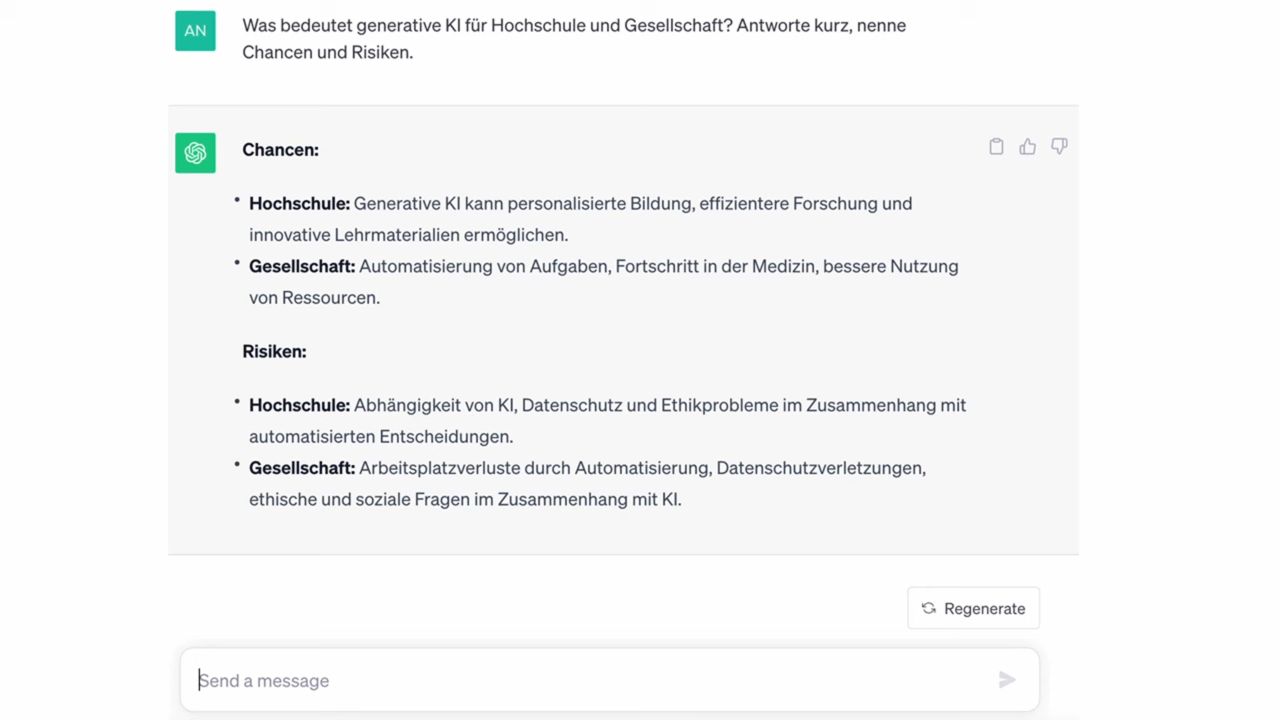 AN
Was bedeutet generative KI für Hochschule und Gesellschaft? Antworte kurz, nenne
Chancen und Risiken.
Chancen:
• Hochschule: Generative KI kann personalisierte Bildung, effizientere Forschung und
innovative Lehrmaterialien ermöglichen.
• Gesellschaft: Automatisierung von Aufgaben, Fortschritt in der Medizin, bessere Nutzung
von Ressourcen.
Risiken:
• Hochschule: Abhängigkeit von KI, Datenschutz und Ethikprobleme im Zusammenhang mit
automatisierten Entscheidungen.
• Gesellschaft: Arbeitsplatzverluste durch Automatisierung, Datenschutzverletzungen,
ethische und soziale Fragen im Zusammenhang mit KI.
Regenerate
Send a message